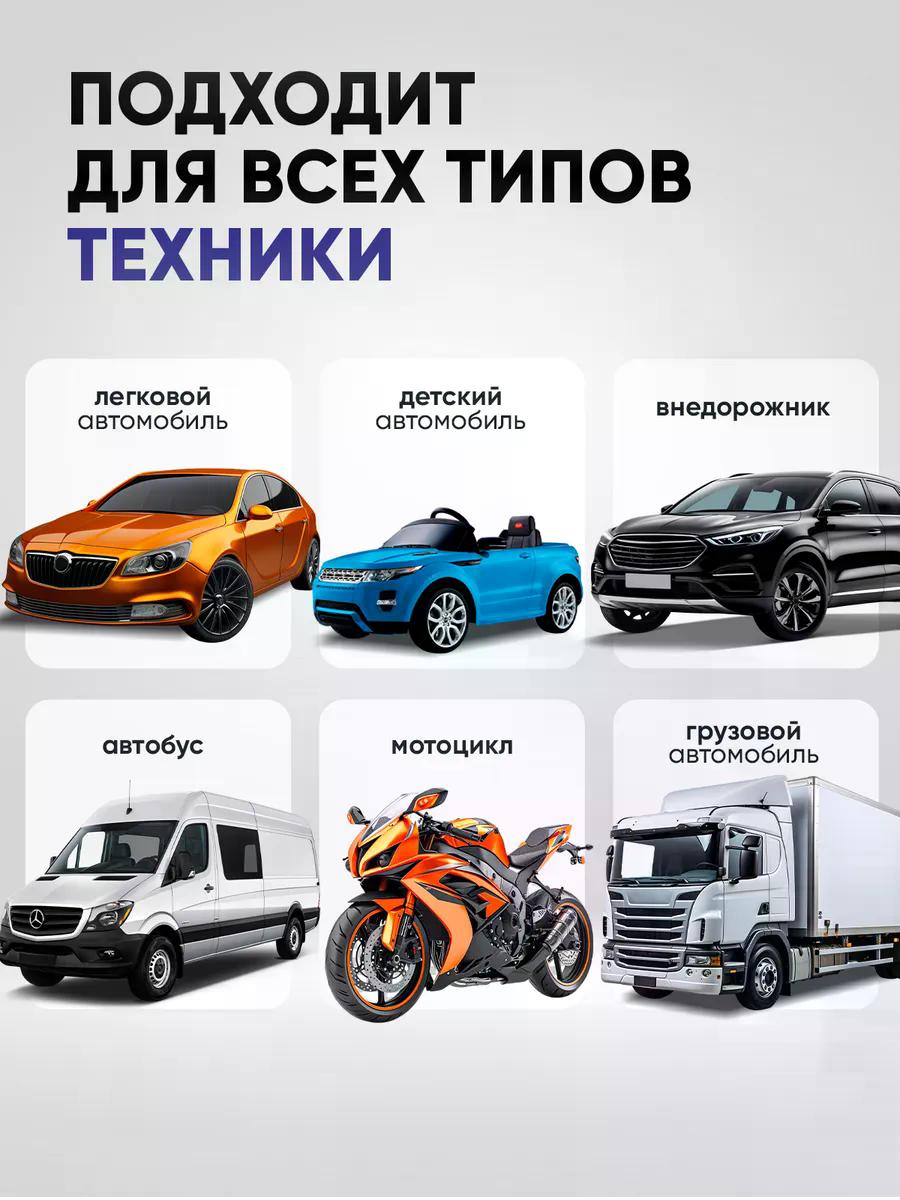 ПОДХОДИТ
ДЛЯ ВСЕХ ТИПОВ
ТЕХНИКИ
легковой
автомобиль
детский
автомобиль
внедорожник
автобус
мотоцикл
грузовой
автомобиль